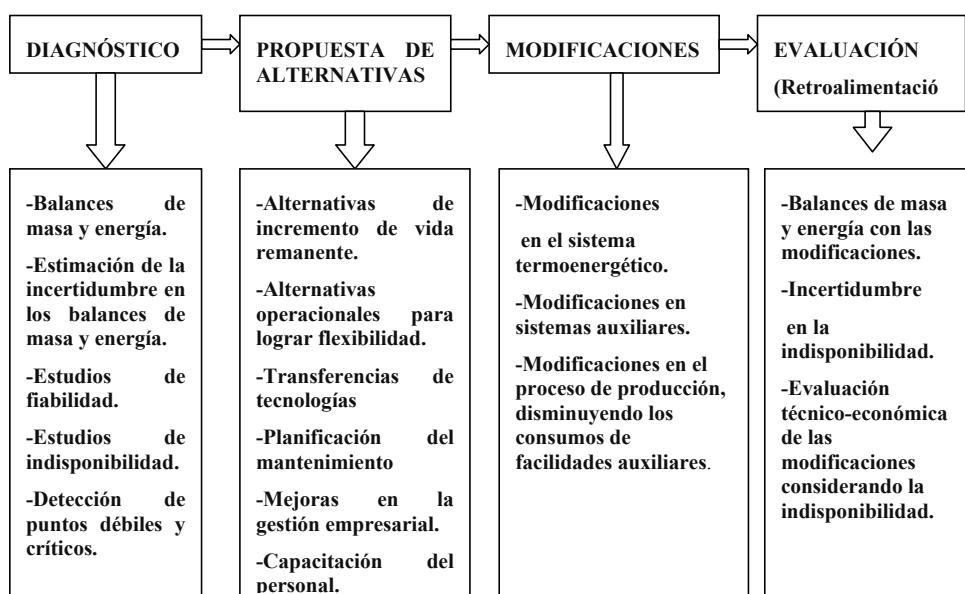 DIAGNÓSTICO
PROPUESTA DE
ALTERNATIVAS
MODIFICACIONES
EVALUACIÓN
(Retroalimentació
-Balances de
masa y energía.
-Estimación de la
incertidumbre en
los balances de
masa y energía.
-Estudios de
fiabilidad.
-Estudios de
indisponibilidad.
-Detección de
puntos débiles y
críticos.
-Alternativas de
incremento de vida
remanente.
-Alternativas
operacionales para
lograr flexibilidad.
-Transferencias de
tecnologías
-Planificación del
mantenimiento
-Mejoras en la
gestión empresarial.
-Capacitación del
personal.
-Modificaciones
en el sistema
termoenergético.
-Modificaciones en
sistemas auxiliares.
-Modificaciones en el
proceso de producción,
disminuyendo los
consumos de
facilidades auxiliares.
-Balances de masa
y energía con las
modificaciones.
-Incertidumbre
en la
indisponibilidad.
-Evaluación
técnico-económica
de las
modificaciones
considerando la
indisponibilidad.